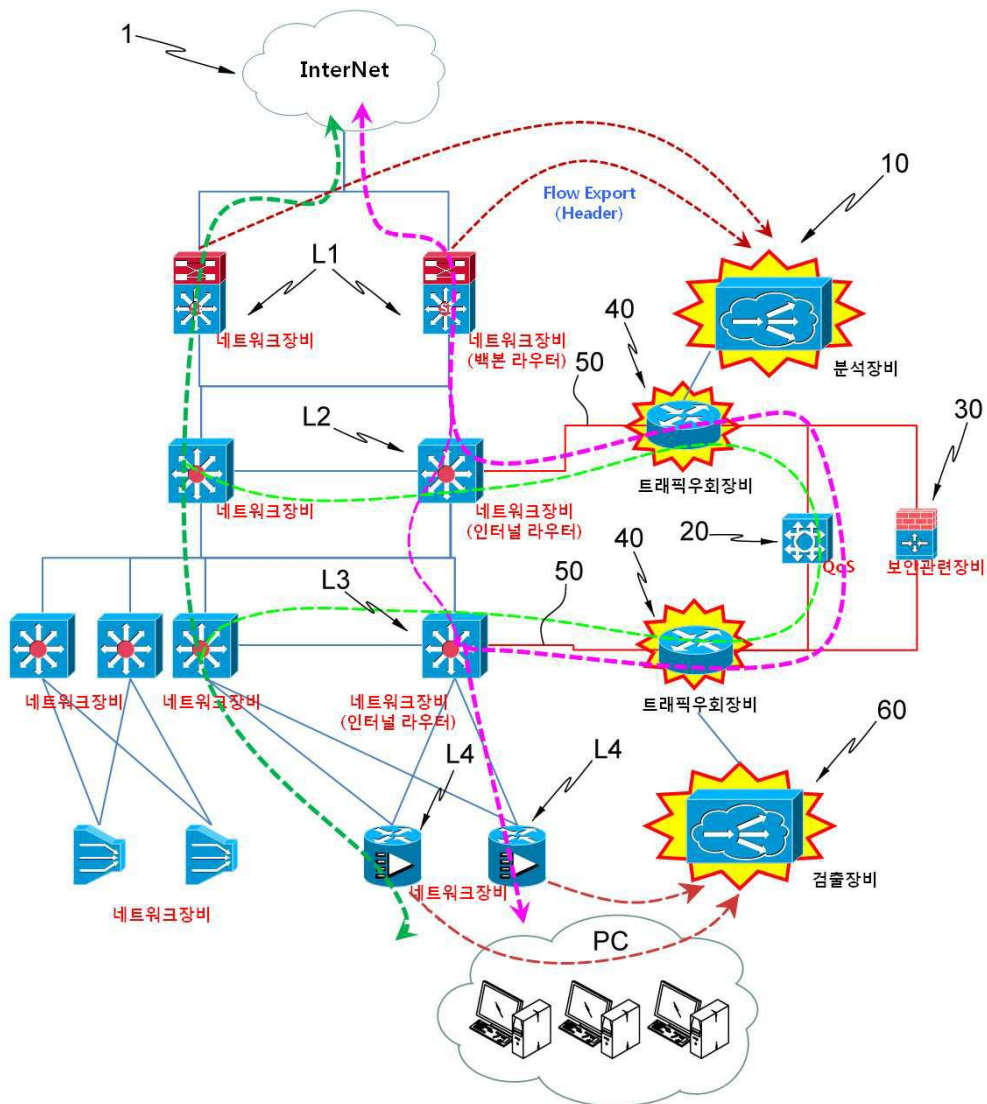 1
InterNet
Flow Export
(Header)
10
L1
40
네트워크장비
네트워크장비
(백본 라우터)
50
분석장비
L2
30
네트워크장비
네트워크장비
(인터널 라우터)
트래픽우회장비
20
QoS
보안관련장비
40
L3
50
네트워크장비
네트워크장비
네트워크장비
(인터널 라우터)
트래픽우회장비
60
L4
L4
네트워크장비
네트워크장비
검출장비
PC